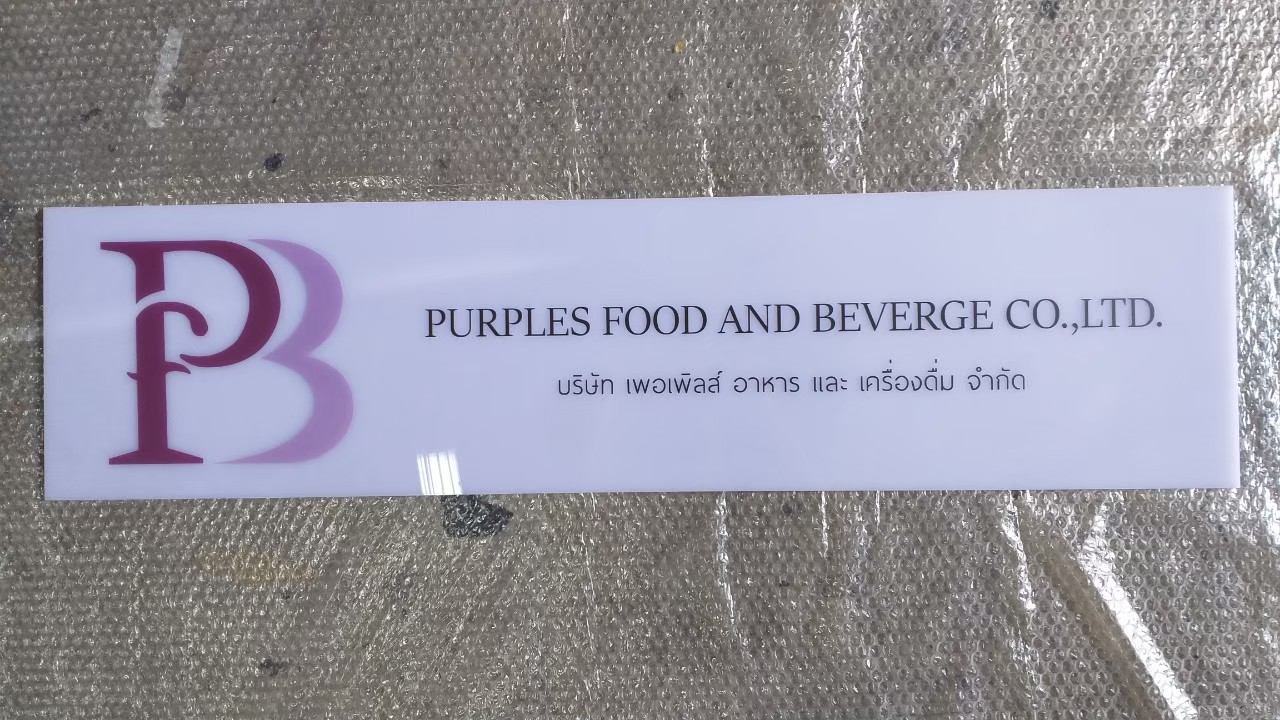 PB
PURPLES FOOD AND BEVERGE CO.,LTD.
บริษัท เพอเพิลส์ อาหาร และ เครื่องดื่ม จำกัด